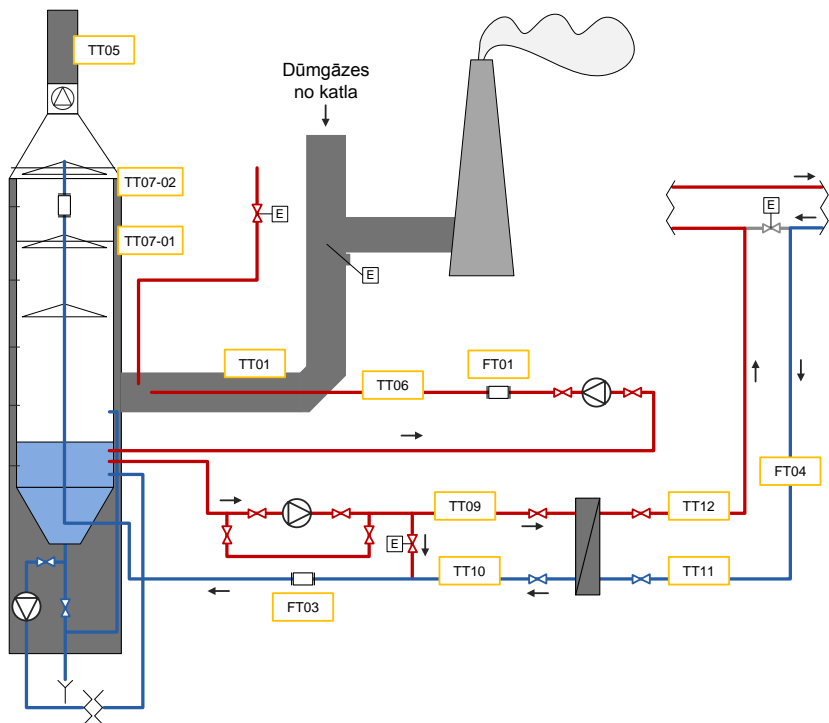 TT05
Dūmgāzes
no katla
TT07-02
E
E
TT07-01
E
TT01
FT01
TT06
FT04
TT09
TT12
E
TT10
TT11
FT03